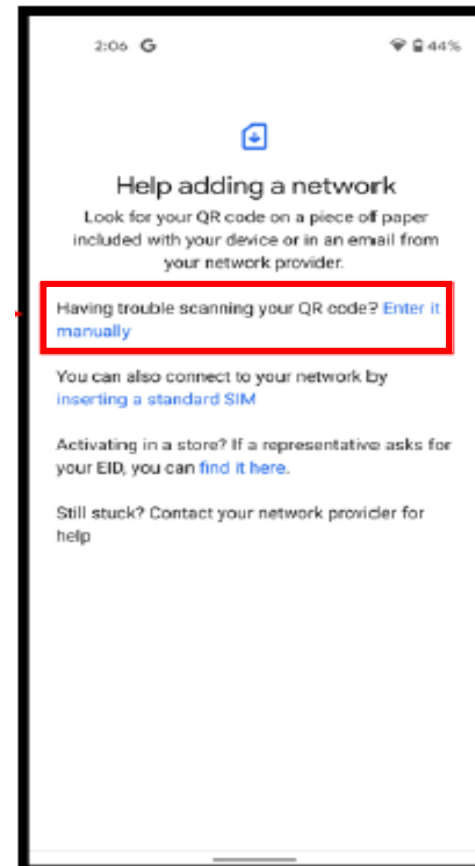 2:06 G 44%
Help adding a network
Look for your QR code on a piece of paper
included with your device or in an email from
your network provider.
Having trouble scanning your QR code? Enter it
manually
You can also connect to your network by
inserting a standard SIM
Activating in a store? If a representative asks for
your EID, you can find it here.
Still stuck? Contact your network provider for
help